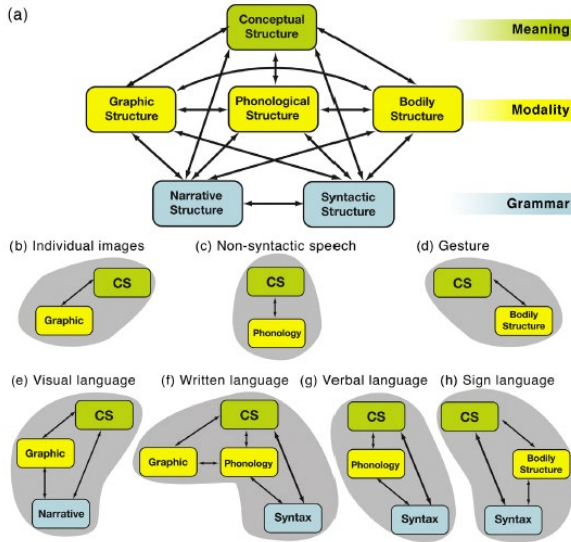 (a)
Conceptual
Structure
Meaning
Graphic
Structure
Phonological
Structure
Bodily
Structure
Modality
Narrative
Structure
Syntactic
Structure
Grammar
(b) Individual images
(c) Non-syntactic speech
(d) Gesture
CS
Graphic
CS
Phonology
CS
Bodily
Structure
(e) Visual language
(f) Written language
(g) Verbal language
(h) Sign language
CS
Graphic
Narrative
CS
Graphic
Phonology
Syntax
CS
Phonology
Syntax
CS
Bodily
Structure
Syntax